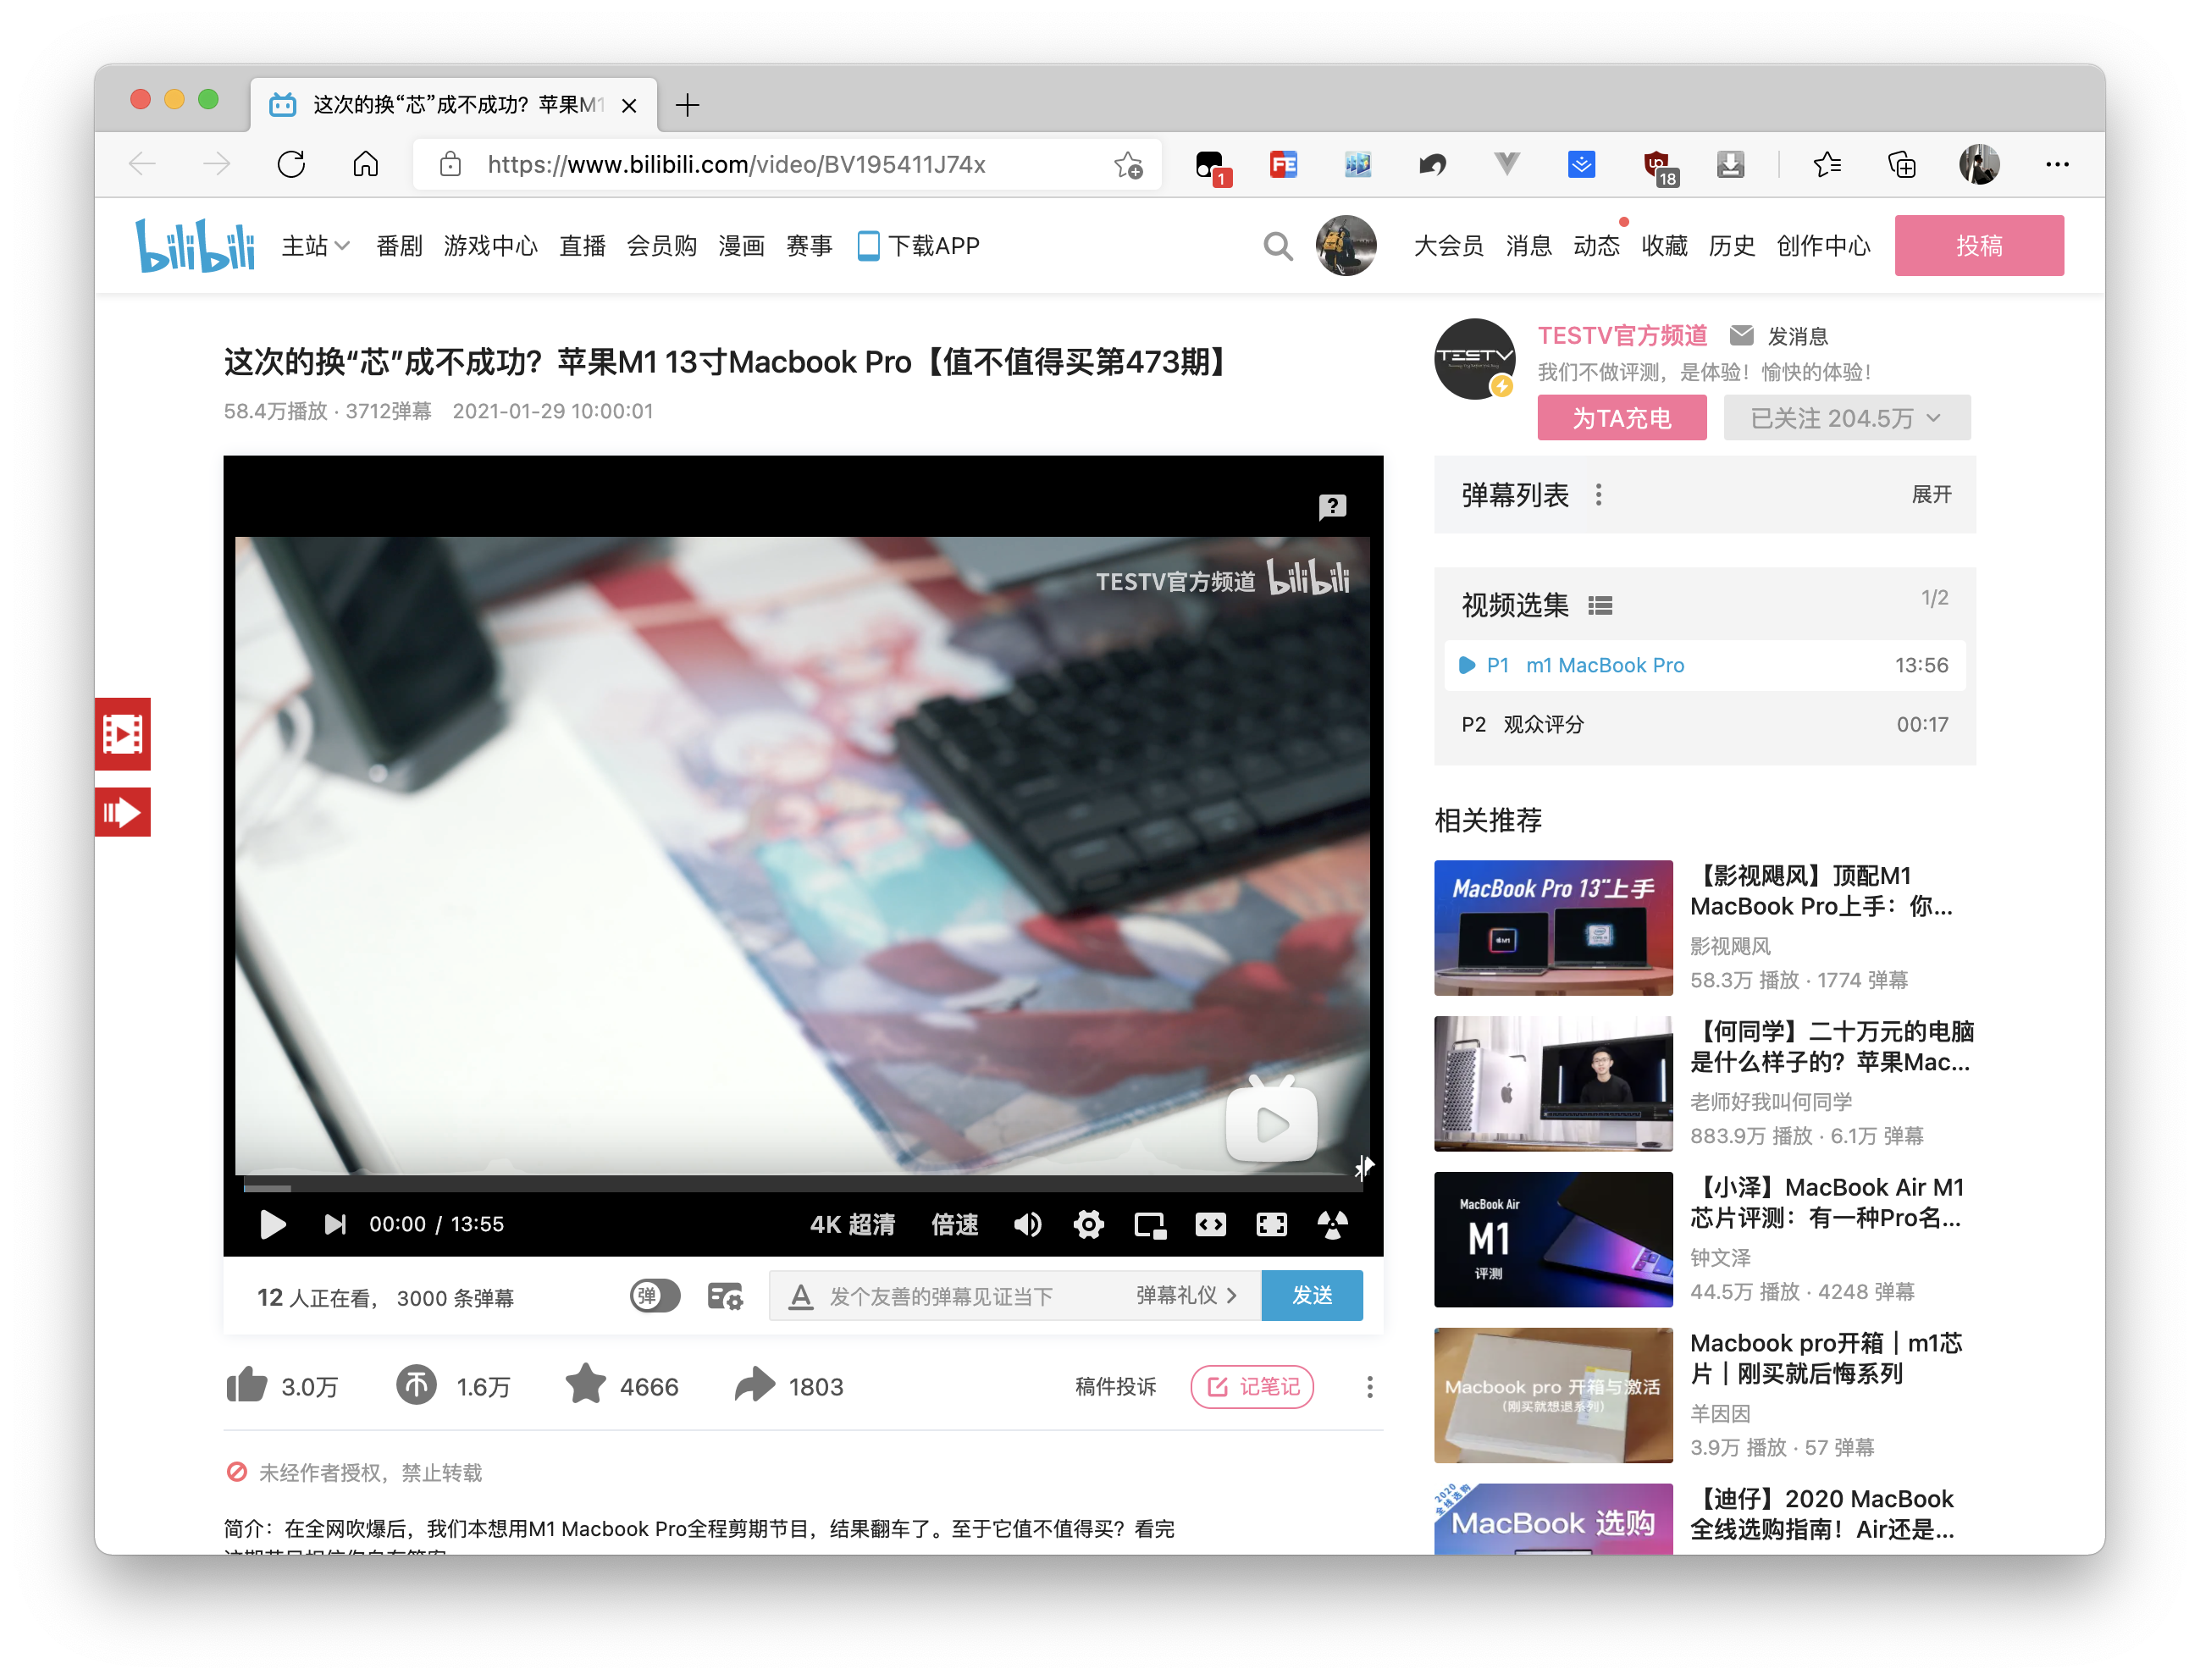 这次的换“芯”成不成功？苹果M1
https://www.bilibili.com/video/BV195411J74x
1
FE
18
bilibili
主站 番剧 游戏中心 直播 会员购 漫画 赛事 下载APP
大会员 消息 动态 收藏 历史 创作中心 投稿
这次的换“芯”成不成功？苹果M1 13寸Macbook Pro【值不值得买第473期】
58.4万播放 · 3712弹幕 2021-01-29 10:00:01
TESTV
TESTV官方频道 发消息
我们不做评测，是体验！愉快的体验！
为TA充电 已关注 204.5万
TESTV官方频道 bilibili
00:00 / 13:55 4K 超清 倍速
12 人正在看， 3000 条弹幕 弹 A 发个友善的弹幕见证当下 弹幕礼仪 发送
3.0万 1.6万 4666 1803 稿件投诉 记笔记
未经作者授权，禁止转载
简介：在全网吹爆后，我们本想用M1 Macbook Pro全程剪期节目，结果翻车了。至于它值不值得买？看完
弹幕列表 展开
视频选集 1/2
P1 m1 MacBook Pro 13:56
P2 观众评分 00:17
相关推荐
MacBook Pro 13”上手
【影视飓风】顶配M1
MacBook Pro上手：你...
影视飓风
58.3万 播放 · 1774 弹幕
【何同学】二十万元的电脑
是什么样子的？苹果Mac...
老师好我叫何同学
883.9万 播放 · 6.1万 弹幕
MacBook Air
M1
评测
【小泽】MacBook Air M1
芯片评测：有一种Pro名...
钟文泽
44.5万 播放 · 4248 弹幕
Macbook pro 开箱与激活
（刚买就想退系列）
Macbook pro开箱｜m1芯
片｜刚买就后悔系列
羊因因
3.9万 播放 · 57 弹幕
2020
全线选购
MacBook 选购
【迪仔】2020 MacBook
全线选购指南！Air还是...